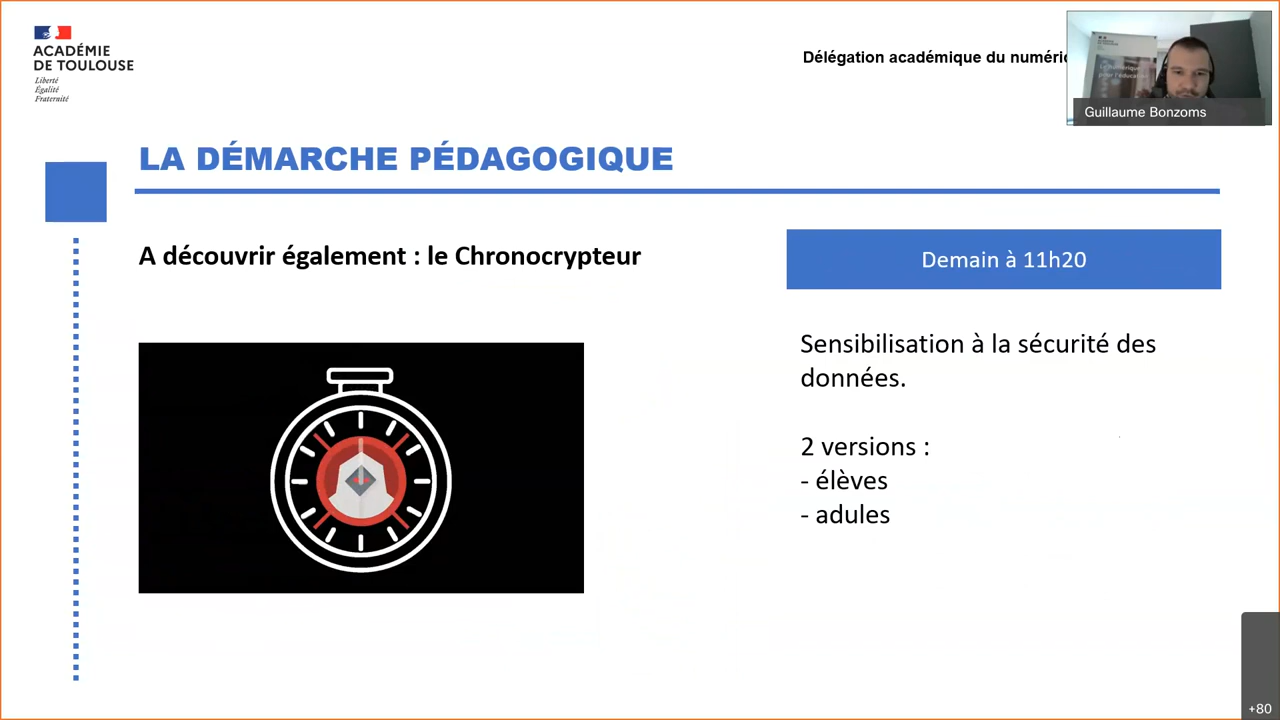 ACADÉMIE
DE TOULOUSE
Liberté
Égalité
Fraternité
Délégation académique du
Guillaume Bonzoms
LA DÉMARCHE PÉDAGOGIQUE
A découvrir également : le Chronocrypteur
Demain à 11h20
Sensibilisation à la sécurité des
données.
2 versions :
- élèves
- adules
+80